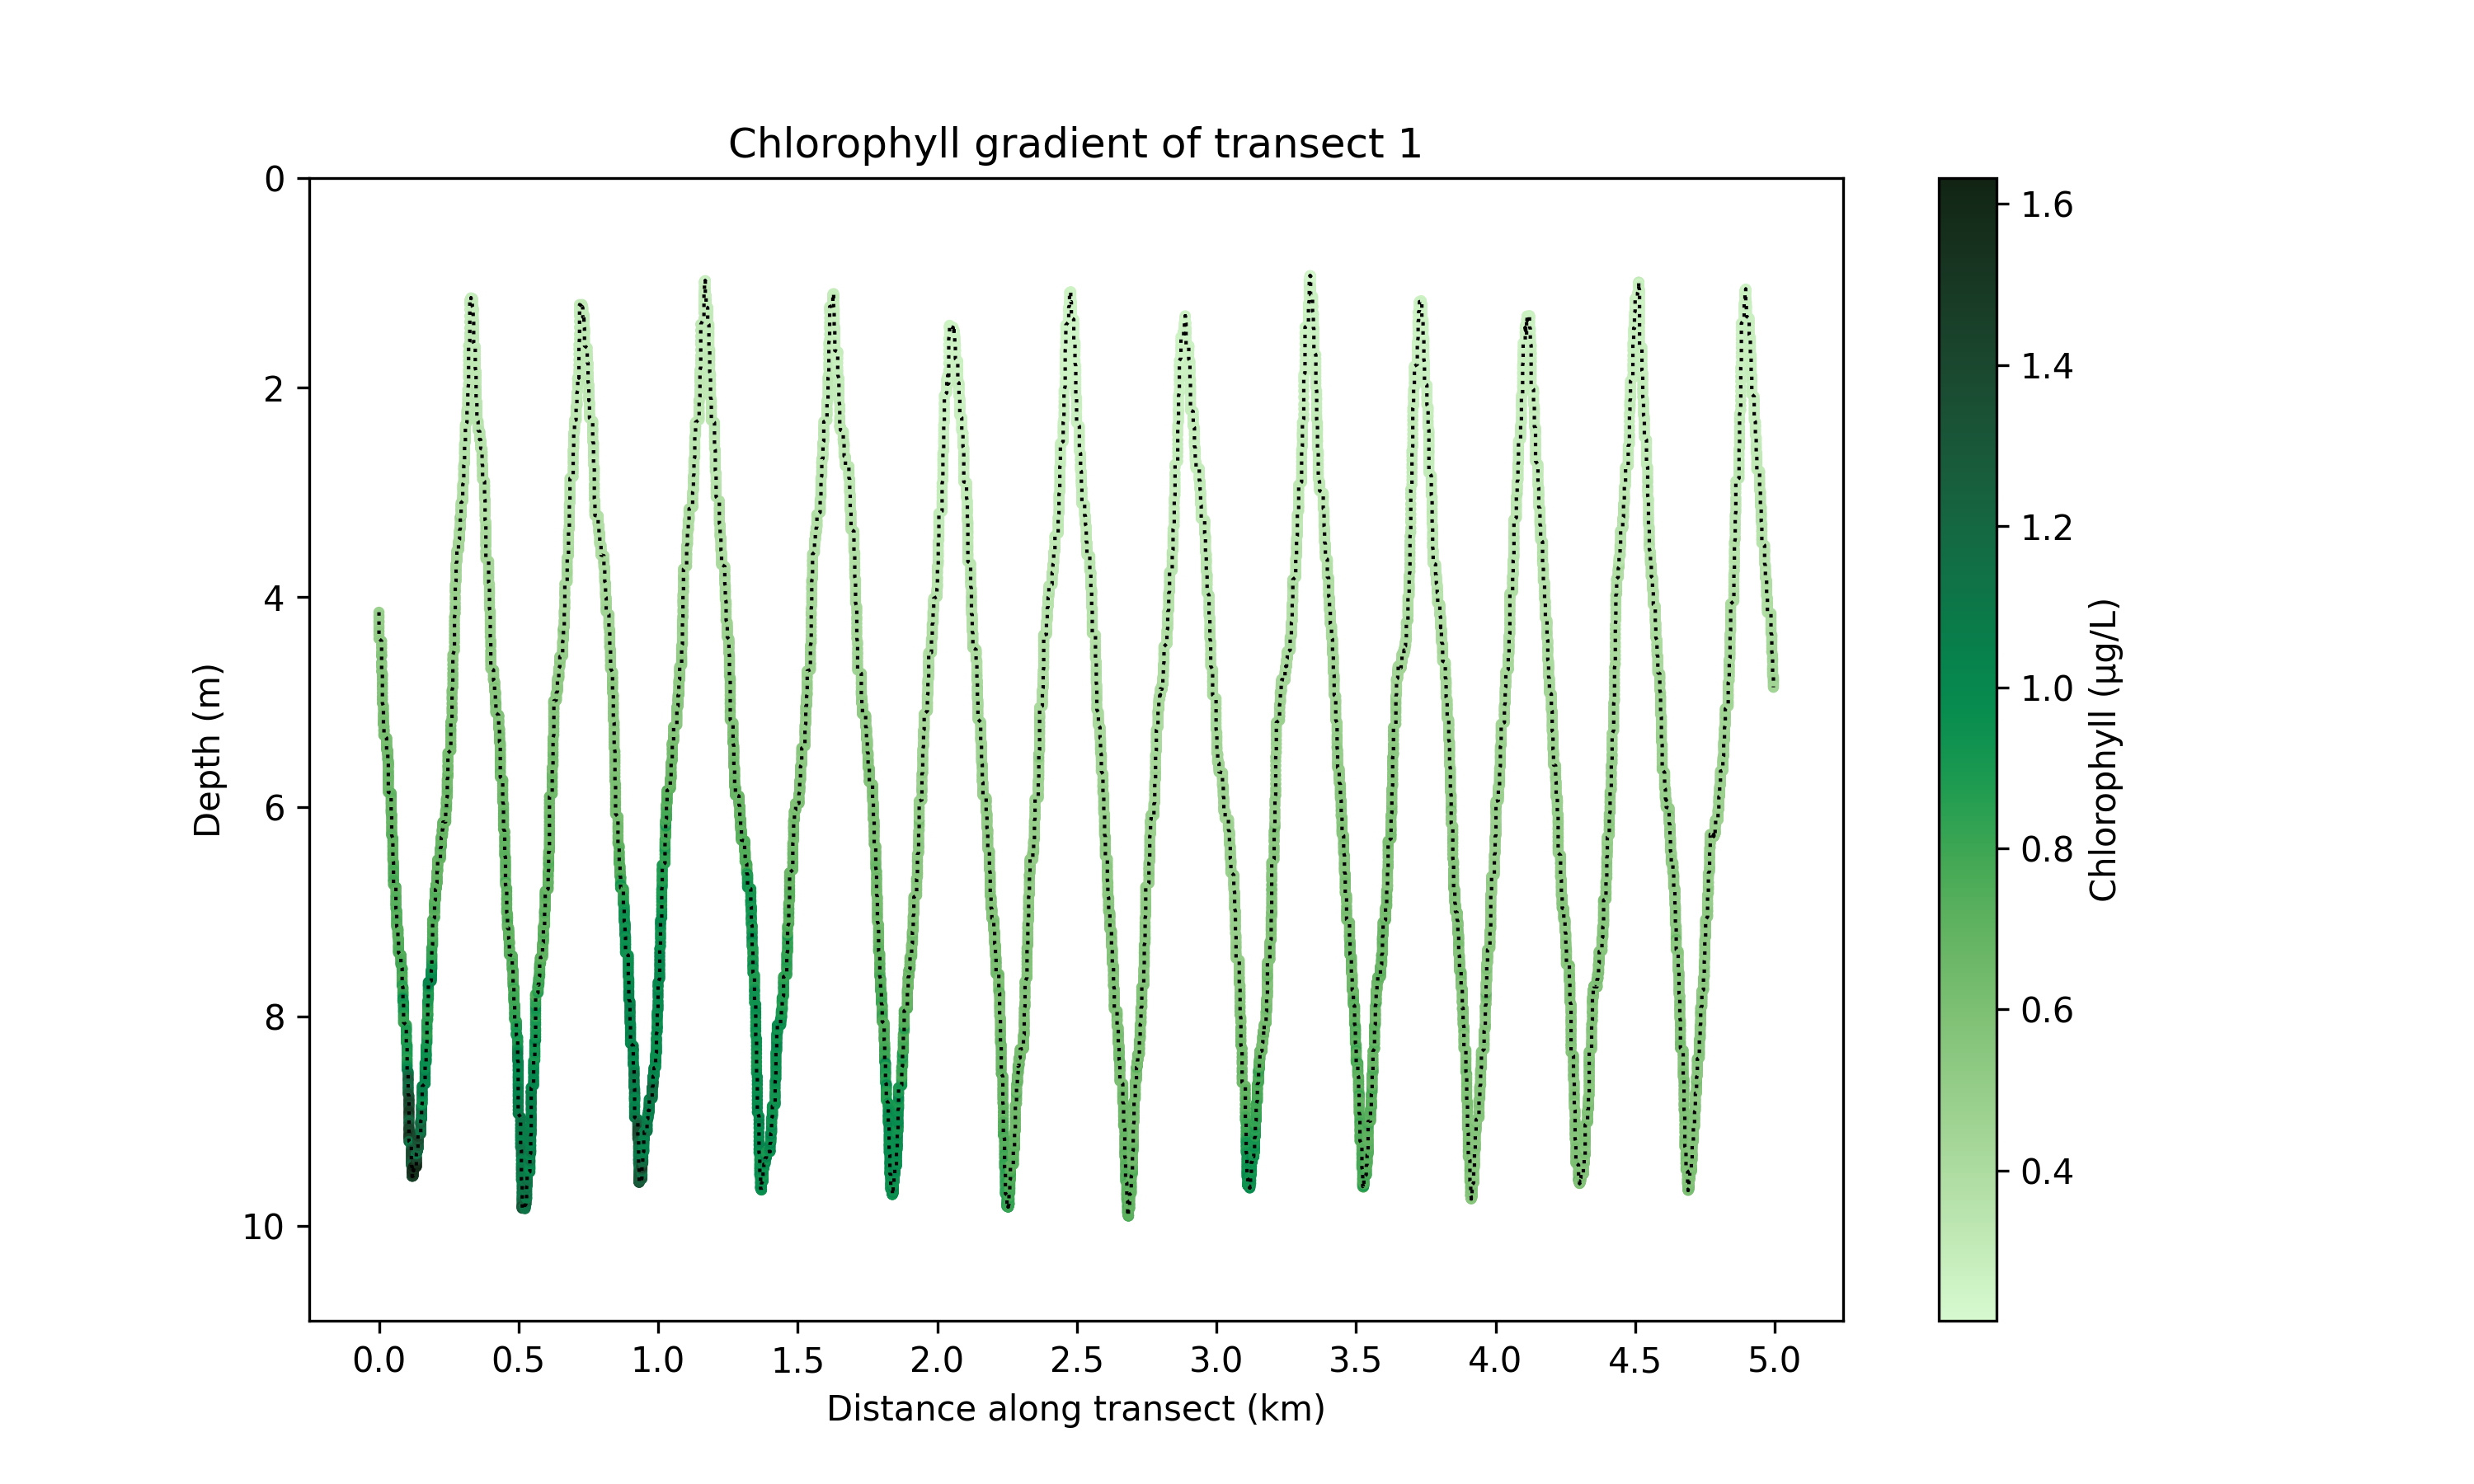 Chlorophyll gradient of transect 1
0
2
4
6
8
10
Depth (m)
0.0 0.5 1.0 1.5 2.0 2.5 3.0 3.5 4.0 4.5 5.0
Distance along transect (km)
1.6
1.4
1.2
1.0
0.8
0.6
0.4
Chlorophyll (µg/L)